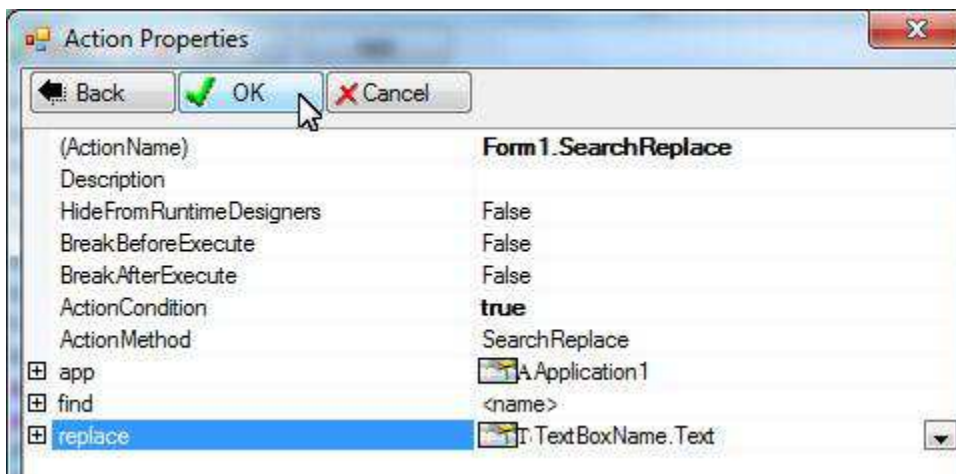 Action Properties
Back OK Cancel
(ActionName) Form1.SearchReplace
Description
HideFromRuntimeDesigners False
BreakBeforeExecute False
BreakAfterExecute False
ActionCondition true
ActionMethod SearchReplace
app A Application1
find <name>
replace T TextBoxName.Text